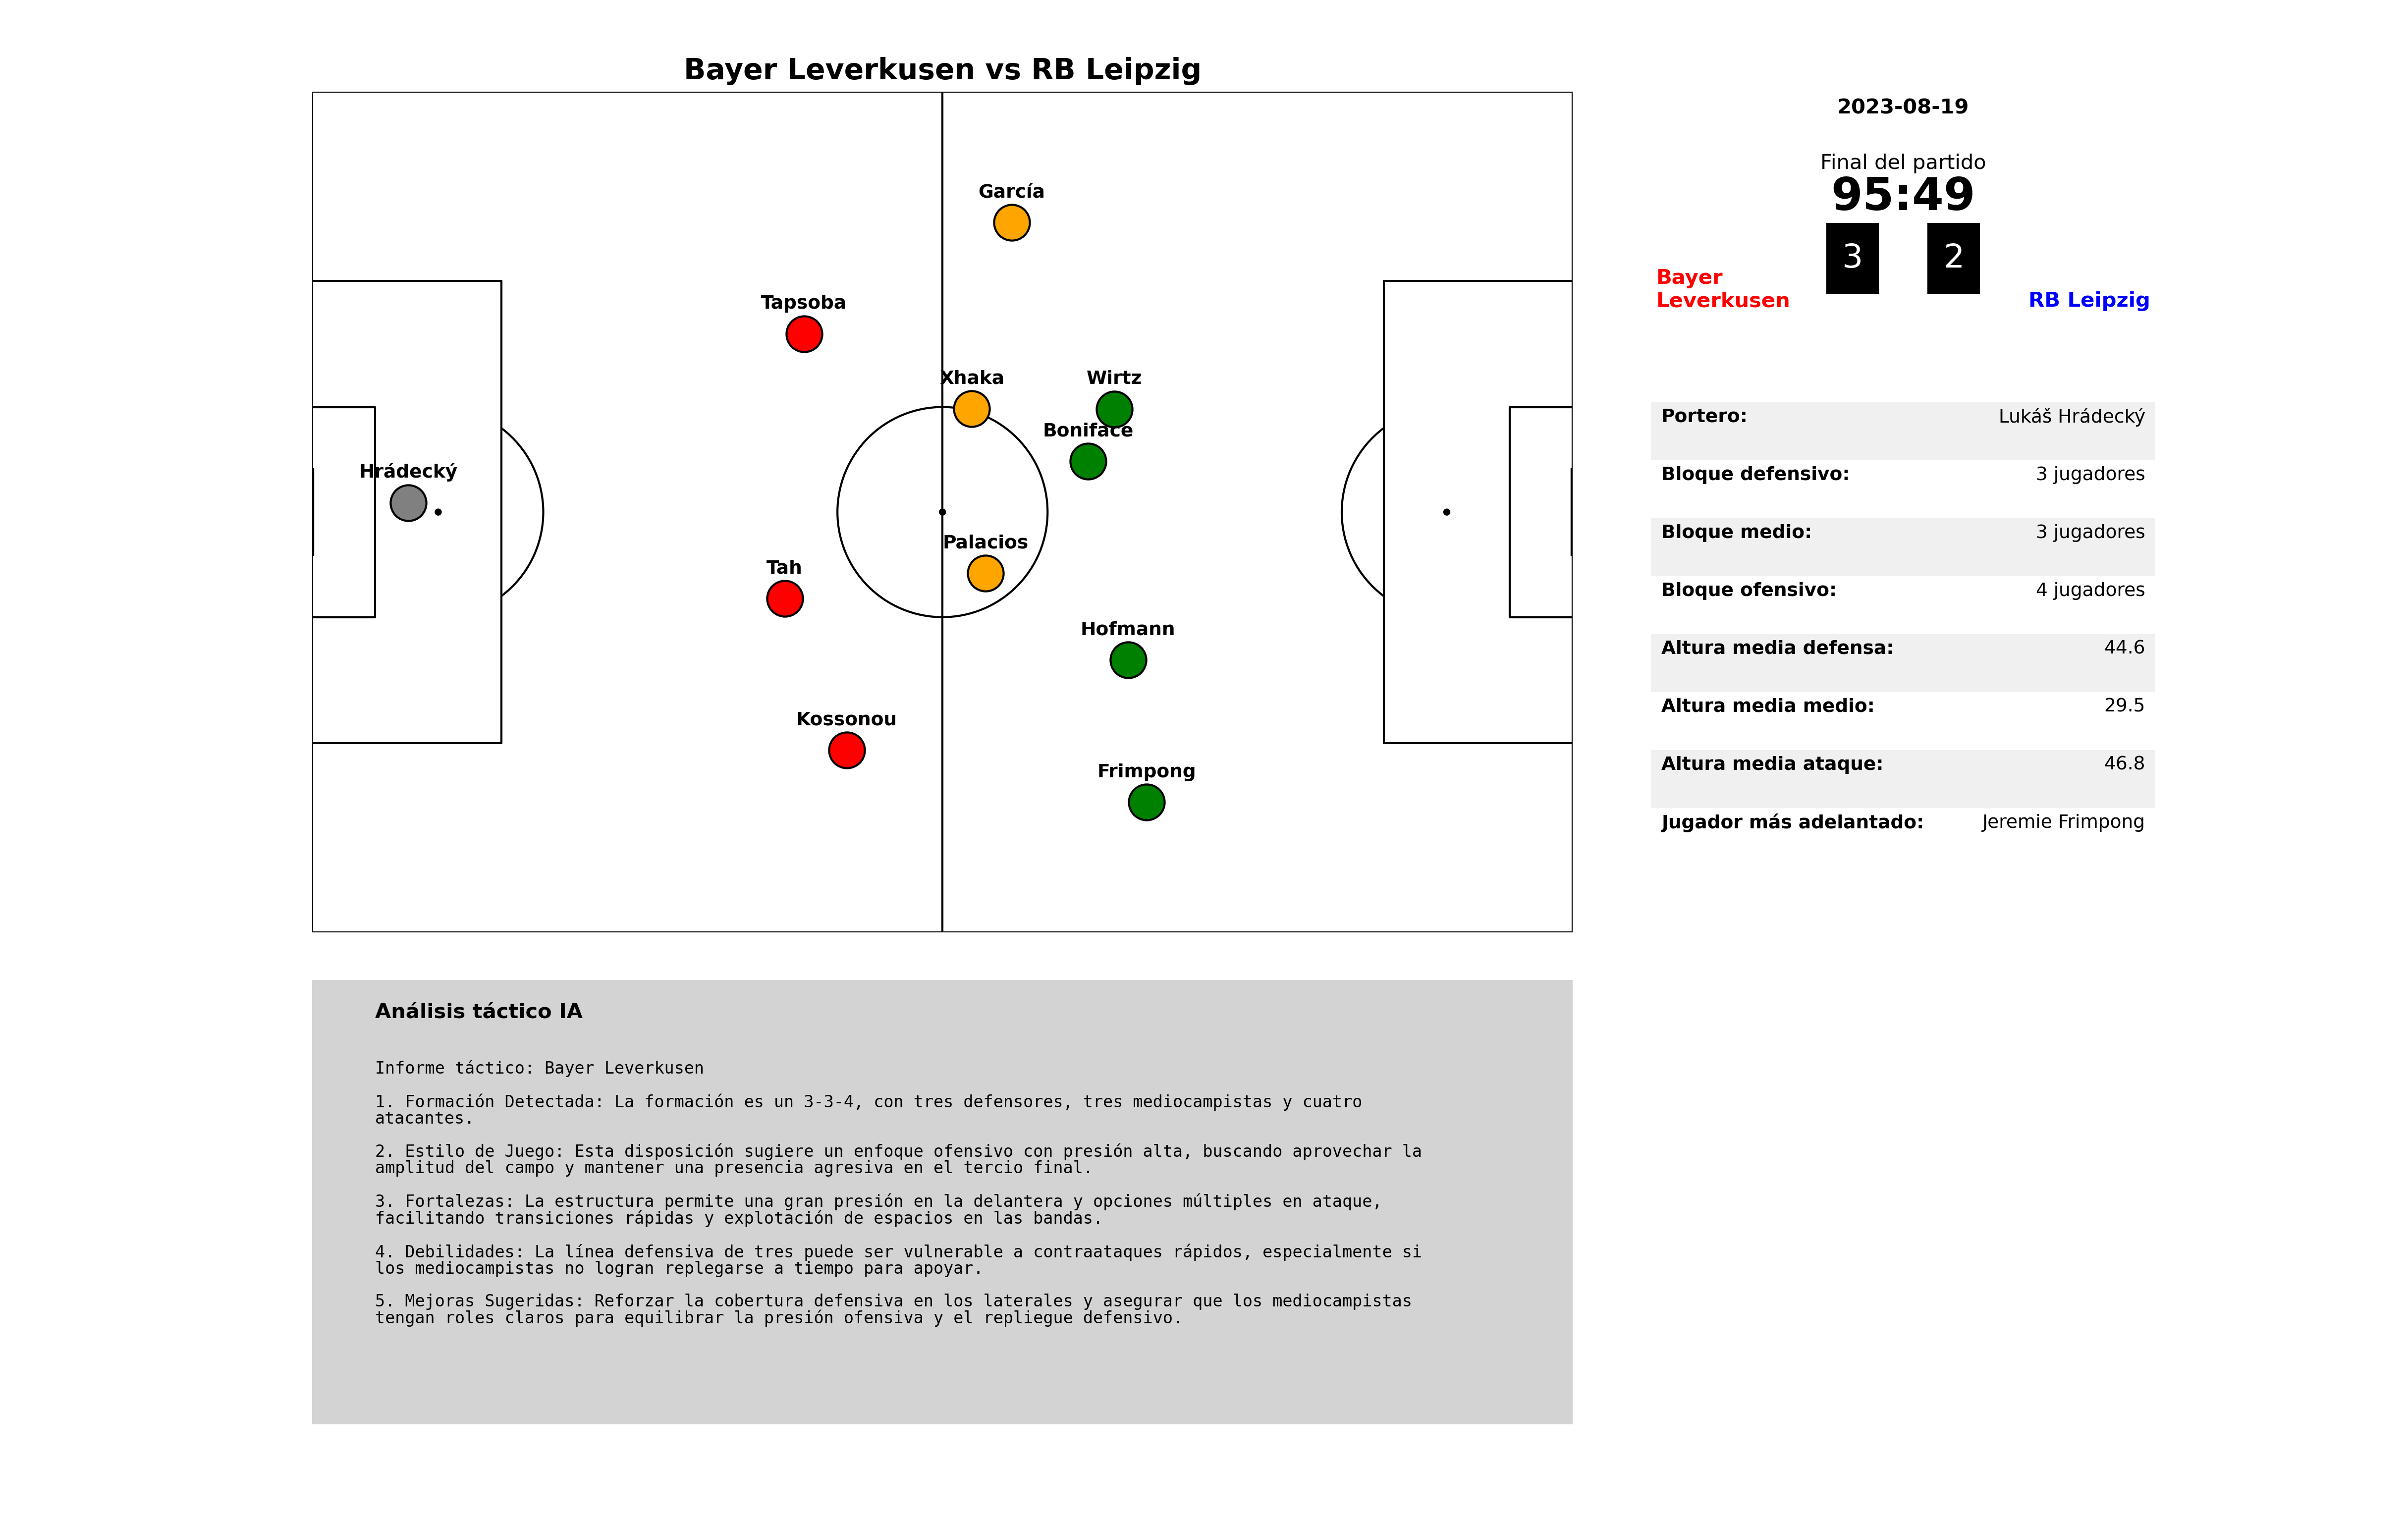 Bayer Leverkusen vs RB Leipzig
García
Tapsoba
Xhaka
Wirtz
Boniface
Hrádecký
Palacios
Tah
Hofmann
Kossonou
Frimpong
2023-08-19
Final del partido
95:49
3 2
Bayer
Leverkusen
RB Leipzig
Portero: Lukáš Hrádecký
Bloque defensivo: 3 jugadores
Bloque medio: 3 jugadores
Bloque ofensivo: 4 jugadores
Altura media defensa: 44.6
Altura media medio: 29.5
Altura media ataque: 46.8
Jugador más adelantado: Jeremie Frimpong
Análisis táctico IA
Informe táctico: Bayer Leverkusen
1. Formación Detectada: La formación es un 3-3-4, con tres defensores, tres mediocampistas y cuatro
atacantes.
2. Estilo de Juego: Esta disposición sugiere un enfoque ofensivo con presión alta, buscando aprovechar la
amplitud del campo y mantener una presencia agresiva en el tercio final.
3. Fortalezas: La estructura permite una gran presión en la delantera y opciones múltiples en ataque,
facilitando transiciones rápidas y explotación de espacios en las bandas.
4. Debilidades: La línea defensiva de tres puede ser vulnerable a contraataques rápidos, especialmente si
los mediocampistas no logran replegarse a tiempo para apoyar.
5. Mejoras Sugeridas: Reforzar la cobertura defensiva en los laterales y asegurar que los mediocampistas
tengan roles claros para equilibrar la presión ofensiva y el repliegue defensivo.